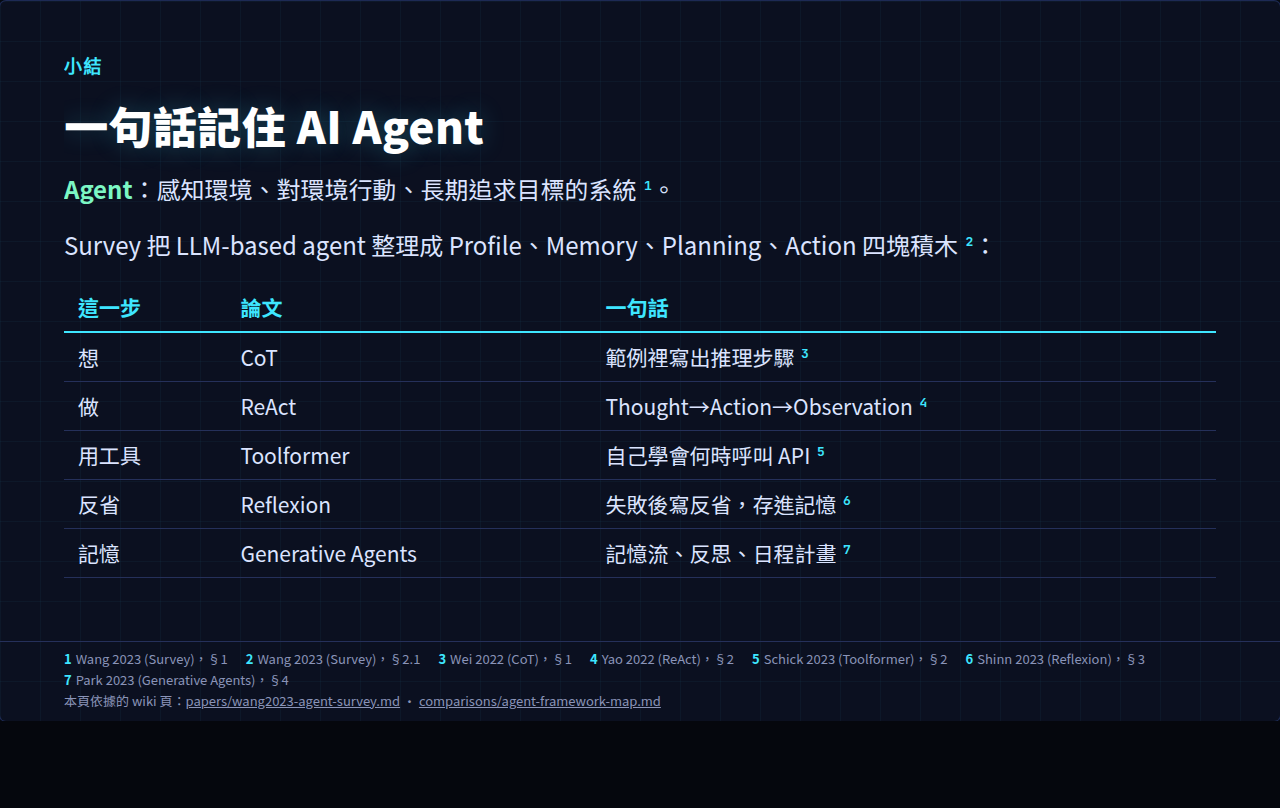 小結
一句話記住 AI Agent
Agent：感知環境、對環境行動、長期追求目標的系統 1。
Survey 把 LLM-based agent 整理成 Profile、Memory、Planning、Action 四塊積木 2：
這一步 論文 一句話
想 CoT 範例裡寫出推理步驟 3
做 ReAct Thought→Action→Observation 4
用工具 Toolformer 自己學會何時呼叫 API 5
反省 Reflexion 失敗後寫反省，存進記憶 6
記憶 Generative Agents 記憶流、反思、日程計畫 7
1 Wang 2023 (Survey)，§1 2 Wang 2023 (Survey)，§2.1 3 Wei 2022 (CoT)，§1 4 Yao 2022 (ReAct)，§2 5 Schick 2023 (Toolformer)，§2 6 Shinn 2023 (Reflexion)，§3
7 Park 2023 (Generative Agents)，§4
本頁依據的 wiki 頁：papers/wang2023-agent-survey.md · comparisons/agent-framework-map.md